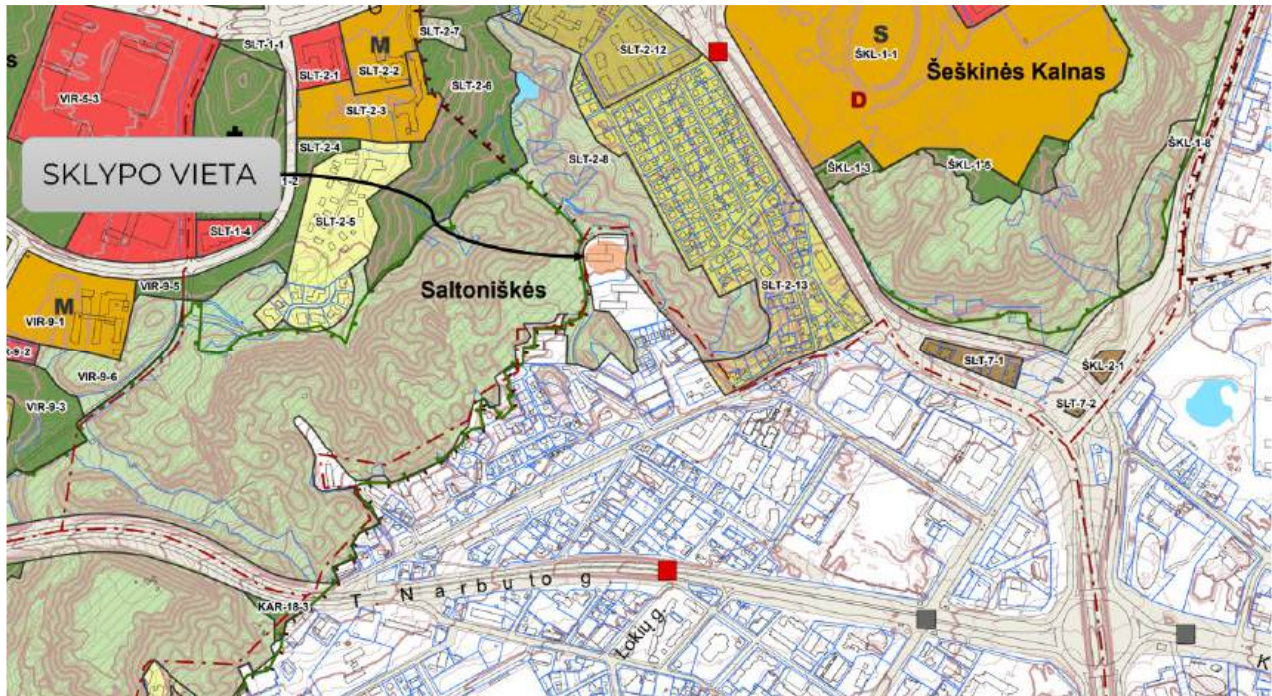 SLT-1-1
M
SLT-2-7
SLT-2-1
SLT-2-2
SLT-2-12
S
ŠKL-1-1
s
SLT-2-6
Šeškinės Kalnas
VIR-5-3
SLT-2-3
D
SLT-2-4
SLT-2-8
ŠKL-1-8
SKLYPO VIETA
1-2
ŠKL-1-3
ŠKL-1-5
SLT-2-5
SLT-1-4
Saltoniškės
SLT-2-13
VIR-9-5
M
VIR-9-1
R-9-2
SLT-7-1
ŠKL-2-1
VIR-9-6
VIR-9-3
SLT-7-2
KAR-18-3
T Narbuto g
Lokių g.
K